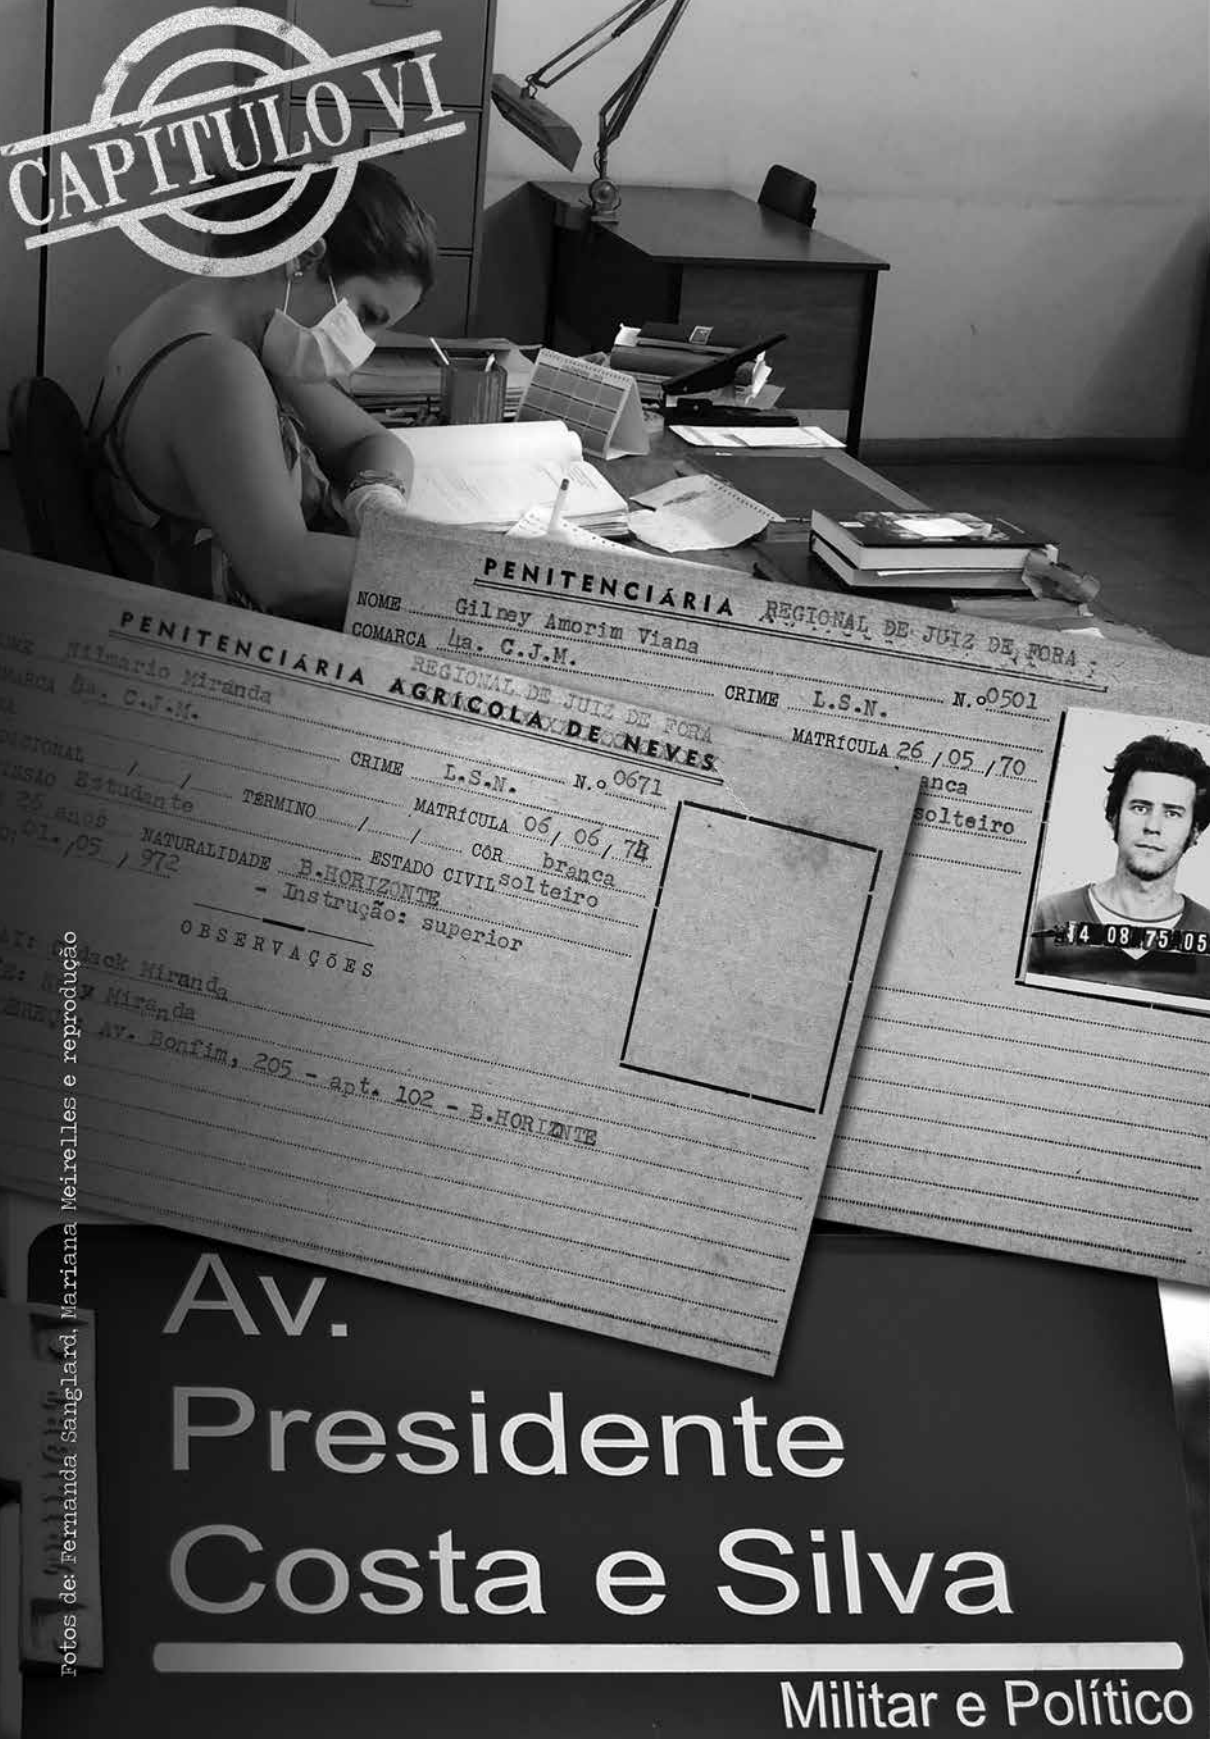 CAPÍTULO VI
PENITENCIÁRIA REGIONAL DE JUIZ DE FORA
NOME Gilney Amorim Viana N.o 0501
COMARCA 4a. C.J.M. CRIME L.S.N. MATRÍCULA 26/05/70
anca
solteiro
14 08 75 05
REGIONAL DE JUIZ DE FORA
PENITENCIÁRIA AGRÍCOLA DE NEVES
Nilmario Miranda N.o 0671
C.J.M. CRIME L.S.N. MATRÍCULA 06/06/74
/ / TÉRMINO / / CÔR branca
Estudante ESTADO CIVIL solteiro
26 anos NATURALIDADE B.HORIZONTE
01./05/972 - Instrução: superior
OBSERVAÇÕES
Miranda
Miranda
AV. Bonfim, 205 - apt. 102 - B.HORIZNTE
Av.
Presidente
Costa e Silva
Militar e Político
Fotos de: Fernanda Sanglard, Mariana Meirelles e reprodução